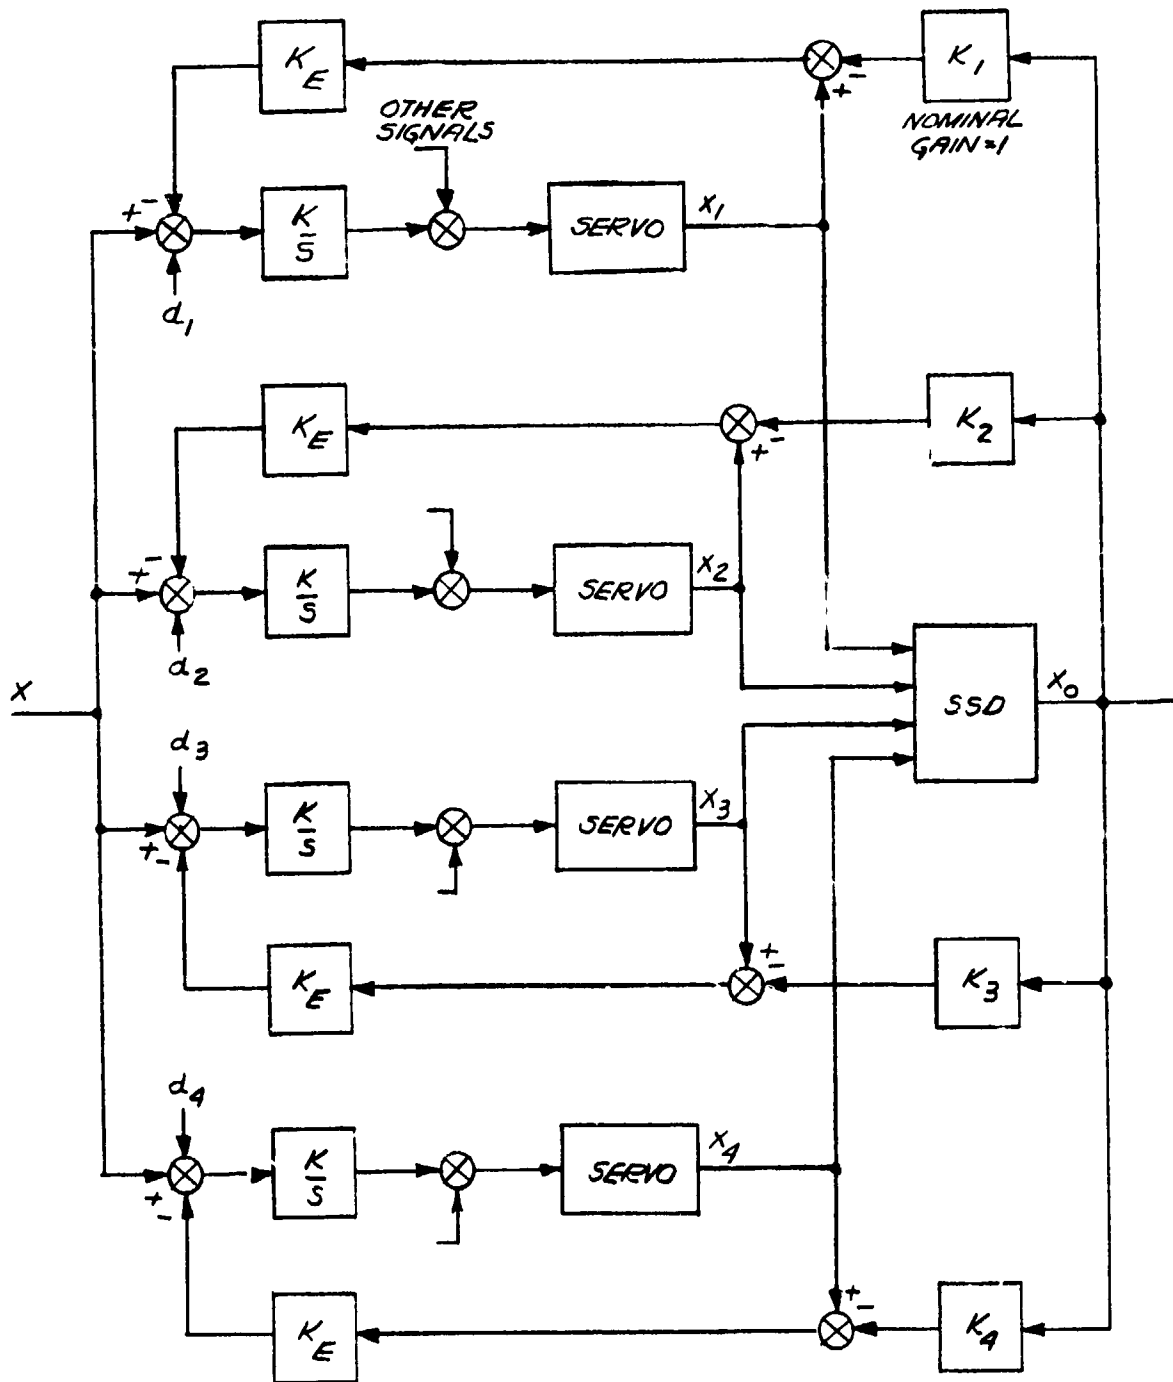 K_E
K_1
OTHER
SIGNALS
NOMINAL
GAIN=1
+ -
+ -
K/S
SERVO
X_1
d_1
K_E
K_2
+ -
+ -
K/S
SERVO
X_2
d_2
X
SSD
X_0
d_3
K/S
SERVO
X_3
+ -
+ -
K_E
K_3
d_4
K/S
SERVO
X_4
+ -
+ -
K_E
K_4